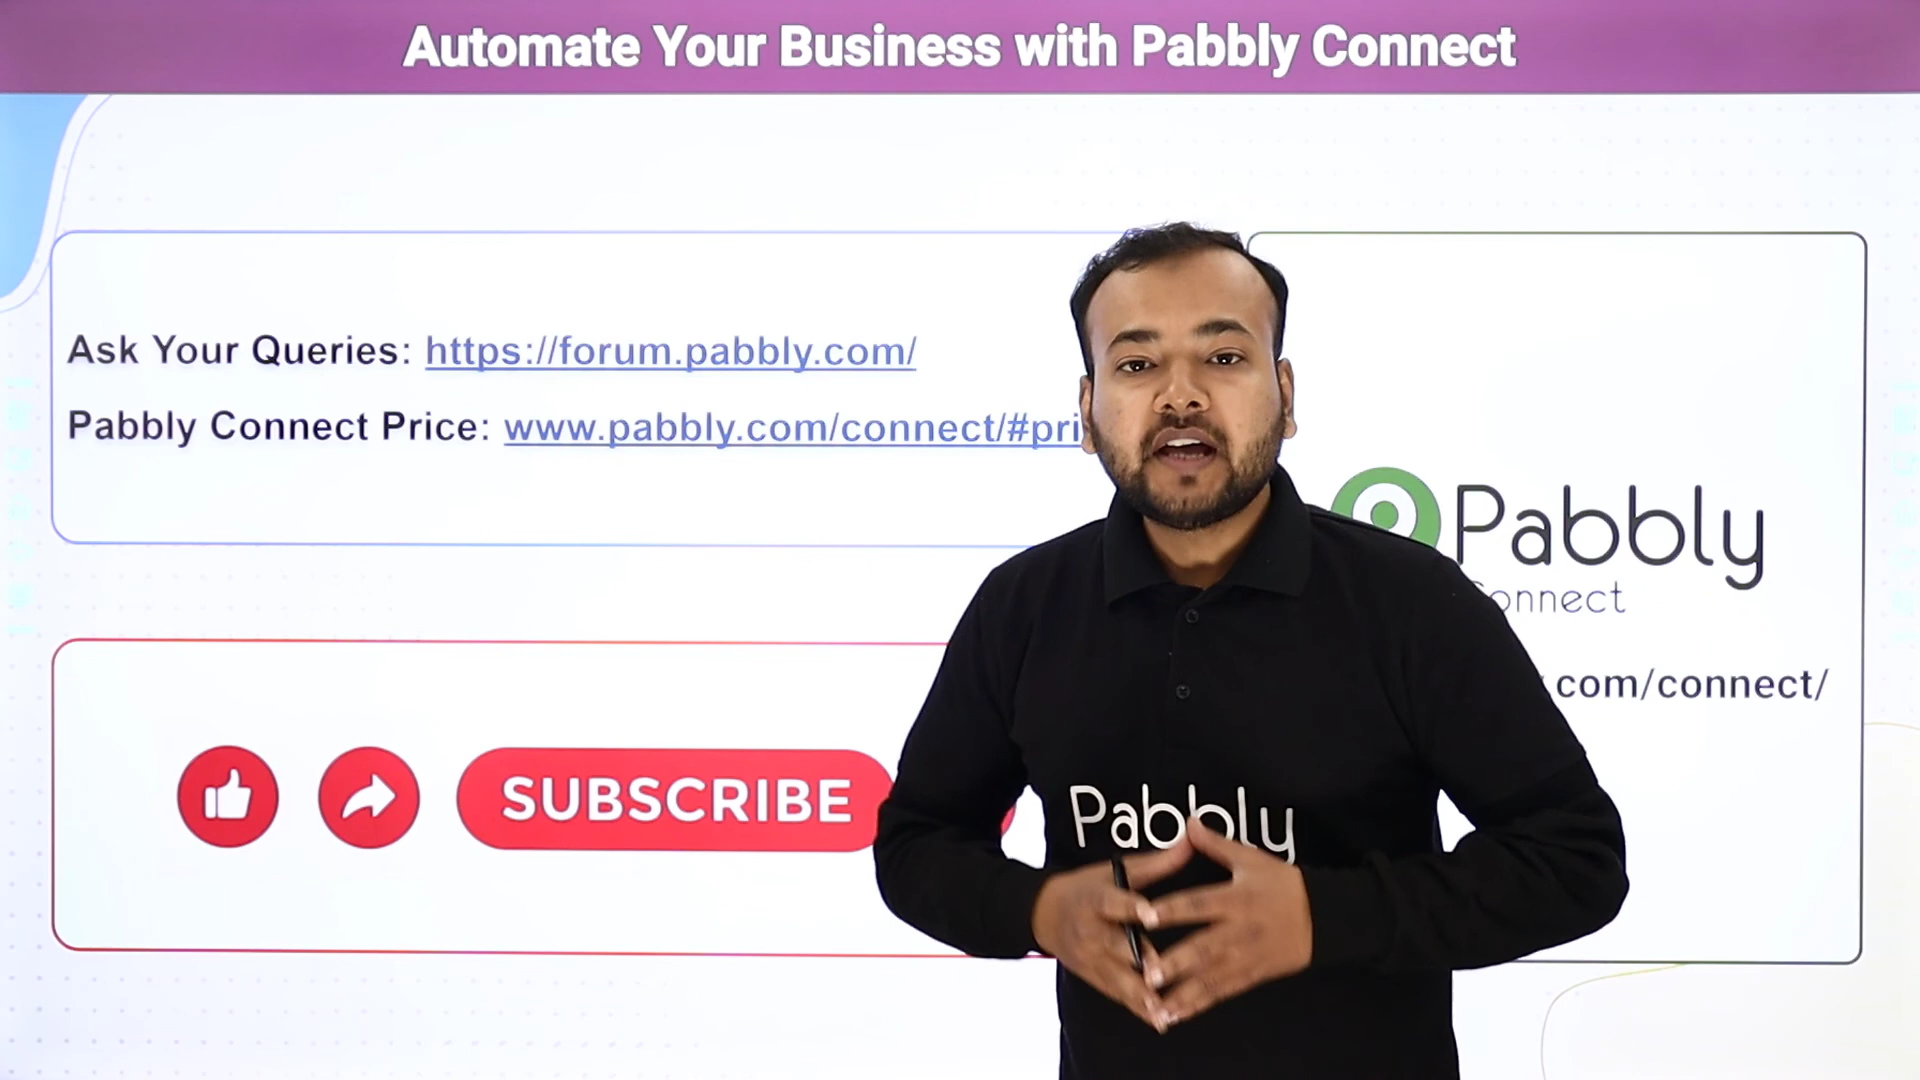 Automate Your Business with Pabbly Connect
Ask Your Queries: https://forum.pabbly.com/
Pabbly Connect Price: www.pabbly.com/connect/#pri
Pabbly
onnect
.com/connect/
SUBSCRIBE
Pabbly